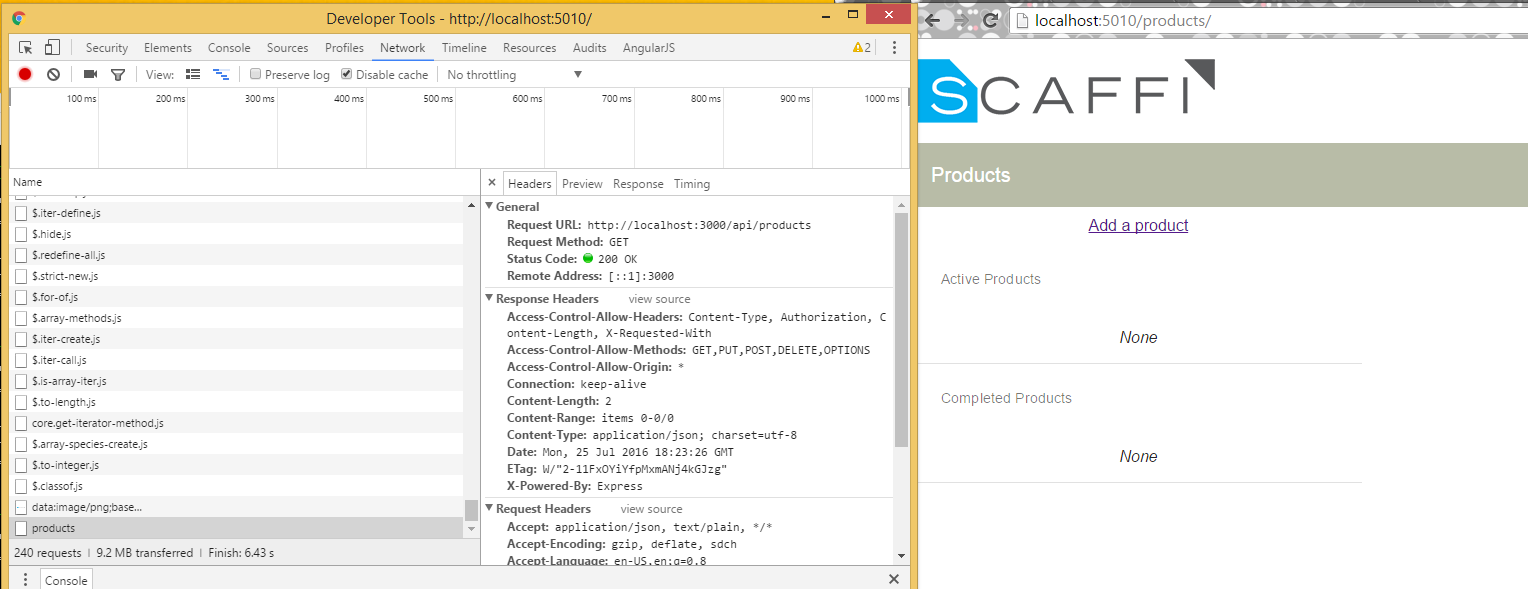 Developer Tools - http://localhost:5010/
Security Elements Console Sources Profiles Network Timeline Resources Audits AngularJS 2
View: Preserve log Disable cache No throttling
100 ms 200 ms 300 ms 400 ms 500 ms 600 ms 700 ms 800 ms 900 ms 1000 ms
Name
$.iter-define.js
$.hide.js
$.redefine-all.js
$.strict-new.js
$.for-of.js
$.array-methods.js
$.iter-create.js
$.iter-call.js
$.is-array-iter.js
$.to-length.js
core.get-iterator-method.js
$.array-species-create.js
$.to-integer.js
$.classof.js
data:image/png;base...
products
240 requests | 9.2 MB transferred | Finish: 6.43 s
Console
Headers Preview Response Timing
General
Request URL: http://localhost:3000/api/products
Request Method: GET
Status Code: 200 OK
Remote Address: [::1]:3000
Response Headers view source
Access-Control-Allow-Headers: Content-Type, Authorization, C
ontent-Length, X-Requested-With
Access-Control-Allow-Methods: GET,PUT,POST,DELETE,OPTIONS
Access-Control-Allow-Origin: *
Connection: keep-alive
Content-Length: 2
Content-Range: items 0-0/0
Content-Type: application/json; charset=utf-8
Date: Mon, 25 Jul 2016 18:23:26 GMT
ETag: W/"2-11FxOYiYfpMxmANj4kGJzg"
X-Powered-By: Express
Request Headers view source
Accept: application/json, text/plain, */*
Accept-Encoding: gzip, deflate, sdch
Accept-Language: en-US,en;q=0.8
localhost:5010/products/
SCAFFI
Products
Add a product
Active Products
None
Completed Products
None